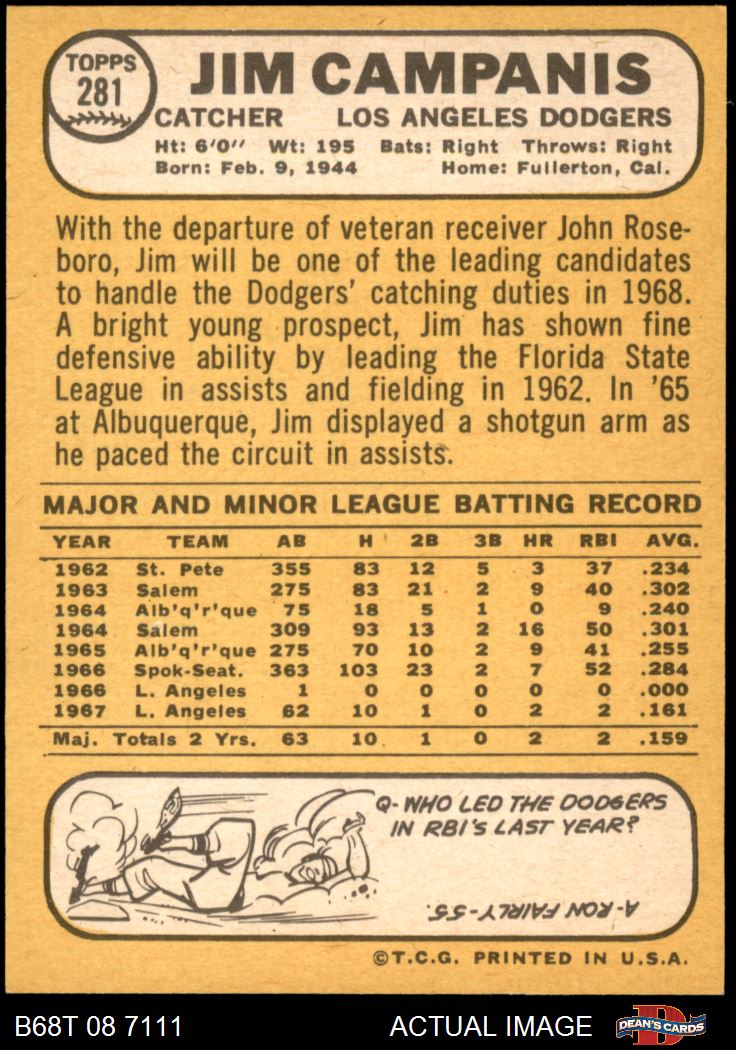 TOPPS
281
JIM CAMPANIS
CATCHER LOS ANGELES DODGERS
Ht: 6'0" Wt: 195 Bats: Right Throws: Right
Born: Feb. 9, 1944 Home: Fullerton, Cal.
With the departure of veteran receiver John Rose-
boro, Jim will be one of the leading candidates
to handle the Dodgers' catching duties in 1968.
A bright young prospect, Jim has shown fine
defensive ability by leading the Florida State
League in assists and fielding in 1962. In '65
at Albuquerque, Jim displayed a shotgun arm as
he paced the circuit in assists.
MAJOR AND MINOR LEAGUE BATTING RECORD
YEAR TEAM AB H 2B 3B HR RBI AVG.
1962 St. Pete 355 83 12 5 3 37 .234
1963 Salem 275 83 21 2 9 40 .302
1964 Alb'q'r'que 75 18 5 1 0 9 .240
1964 Salem 309 93 13 2 16 50 .301
1965 Alb'q'r'que 275 70 10 2 9 41 .255
1966 Spok-Seat. 363 103 23 2 7 52 .284
1966 L. Angeles 1 0 0 0 0 0 .000
1967 L. Angeles 62 10 1 0 2 2 .161
Maj. Totals 2 Yrs. 63 10 1 0 2 2 .159
Q-WHO LED THE DODGERS
IN RBI'S LAST YEAR?
A-RON FAIRLY-55.
©T.C.G. PRINTED IN U.S.A.
B68T 08 7111 ACTUAL IMAGE DEAN'S CARDS